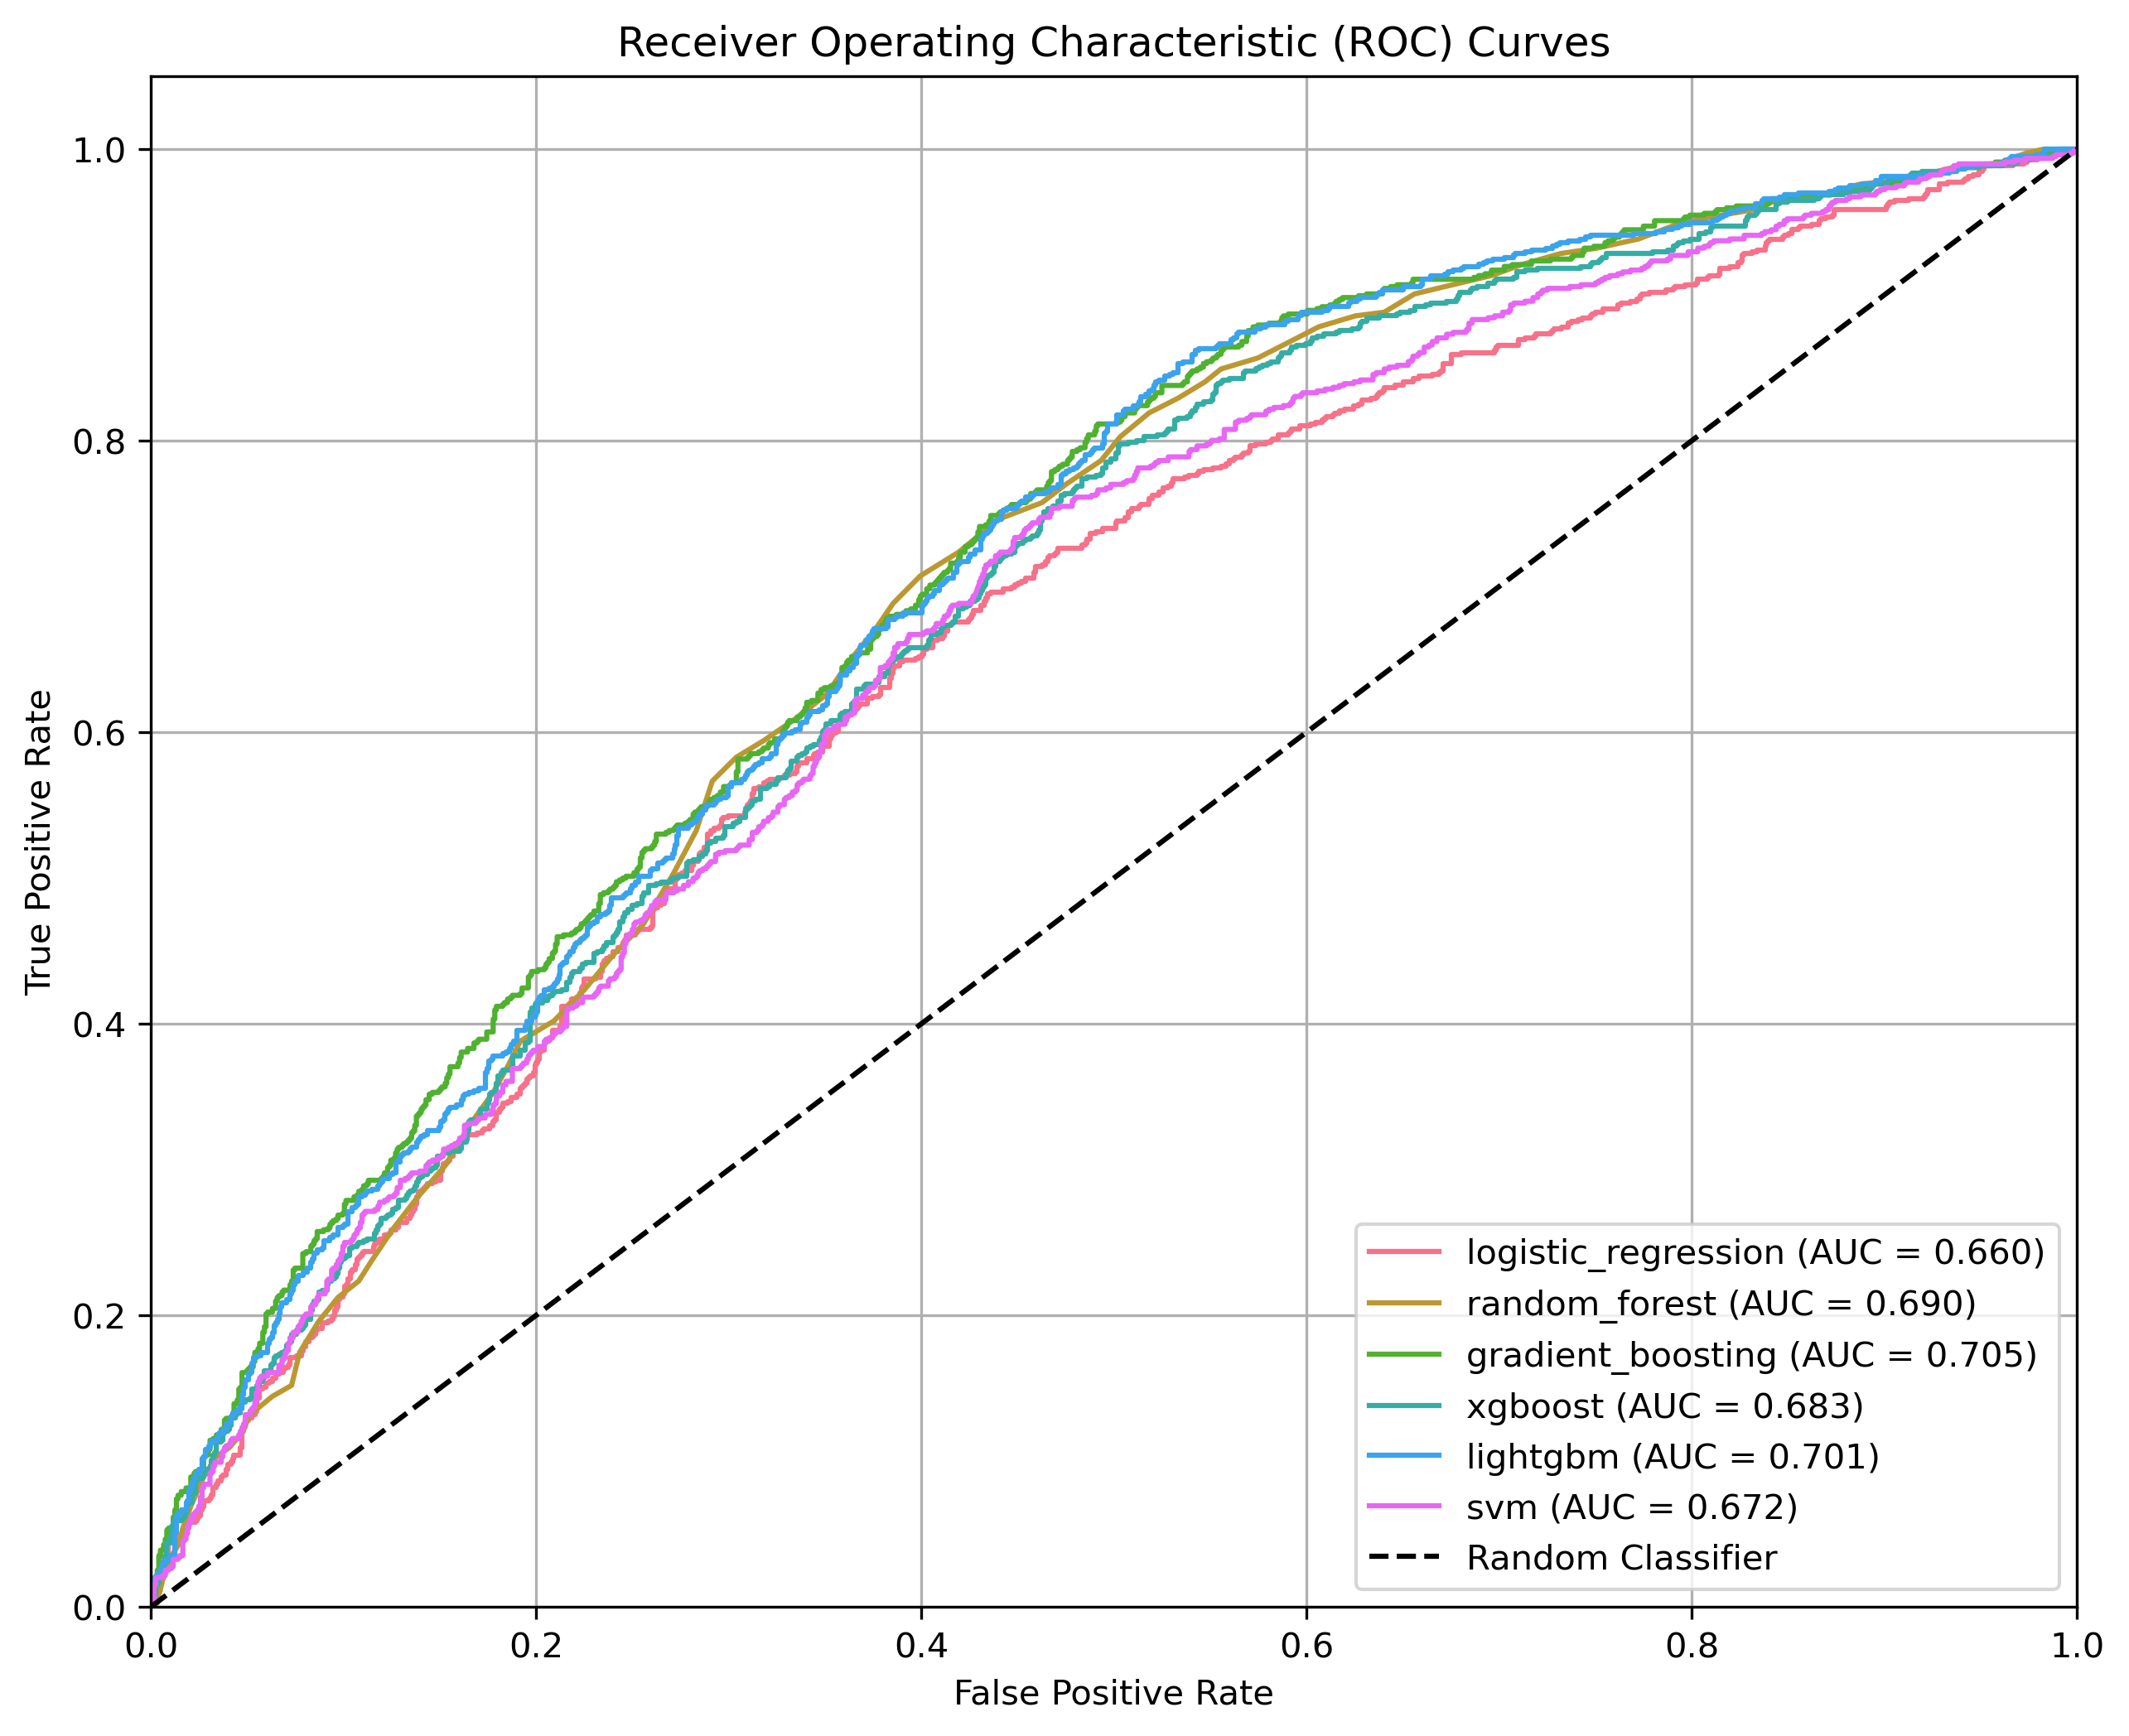 Receiver Operating Characteristic (ROC) Curves
True Positive Rate
1.0
0.8
0.6
0.4
0.2
0.0
logistic_regression (AUC = 0.660)
random_forest (AUC = 0.690)
gradient_boosting (AUC = 0.705)
xgboost (AUC = 0.683)
lightgbm (AUC = 0.701)
svm (AUC = 0.672)
Random Classifier
0.0 0.2 0.4 0.6 0.8 1.0
False Positive Rate